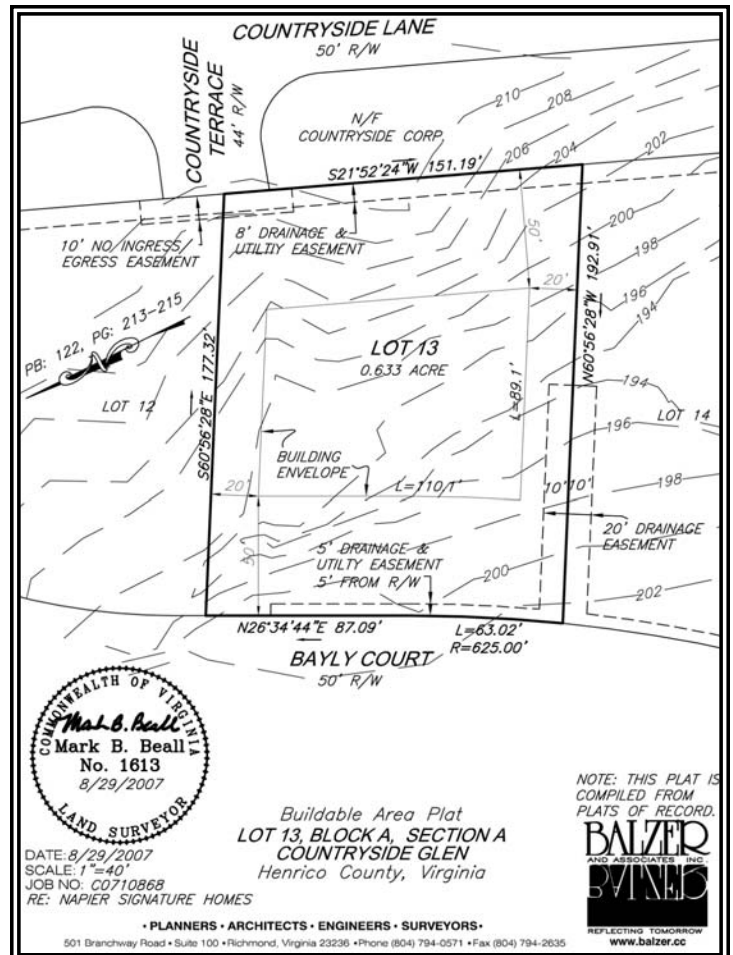 COUNTRYSIDE LANE
50' R/W
COUNTRYSIDE
TERRACE
44' R/W
N/F
COUNTRYSIDE CORP.
210
208
206
204
202
S21°52'24"W 151.19'
200
198
196
194
10' NO INGRESS/
EGRESS EASEMENT
8' DRAINAGE &
UTILTIY EASEMENT
50'
20'
N60°56'28"W 192.91'
PB: 122, PG: 213-215
N
LOT 12
S60°56'28"E 177.32'
LOT 13
0.633 ACRE
L=89.1'
194
LOT 14
196
198
BUILDING
ENVELOPE
20'
L=110.1'
10'
10'
50'
20' DRAINAGE
EASEMENT
5' DRAINAGE &
UTILTY EASEMENT
5' FROM R/W
200
202
N26°34'44"E 87.09'
L=63.02'
R=625.00'
BAYLY COURT
50' R/W
COMMONWEALTH OF VIRGINIA
Mark B. Beall
Mark B. Beall
No. 1613
8/29/2007
LAND SURVEYOR
NOTE: THIS PLAT IS
COMPILED FROM
PLATS OF RECORD.
Buildable Area Plat
LOT 13, BLOCK A, SECTION A
COUNTRYSIDE GLEN
Henrico County, Virginia
DATE: 8/29/2007
SCALE: 1"=40'
JOB NO: C0710868
RE: NAPIER SIGNATURE HOMES
BALZER
AND ASSOCIATES INC.
BALZER
REFLECTING TOMORROW
www.balzer.cc
• PLANNERS • ARCHITECTS • ENGINEERS • SURVEYORS •
501 Branchway Road • Suite 100 • Richmond, Virginia 23236 • Phone (804) 794-0571 • Fax (804) 794-2635